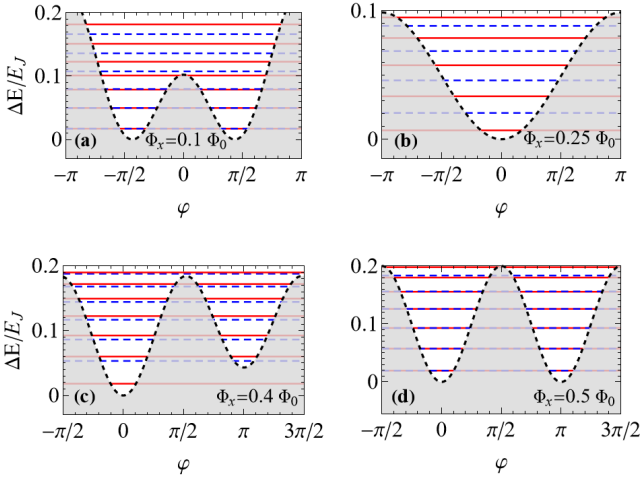 0.2
0.1
0
ΔE/E_J
(a) Φ_x=0.1 Φ_0
−π −π/2 0 π/2 π
φ
0.1
0
(b) Φ_x=0.25 Φ_0
−π −π/2 0 π/2 π
φ
0.2
0.1
0
ΔE/E_J
(c) Φ_x=0.4 Φ_0
−π/2 0 π/2 π 3π/2
φ
0.2
0.1
0
(d) Φ_x=0.5 Φ_0
−π/2 0 π/2 π 3π/2
φ